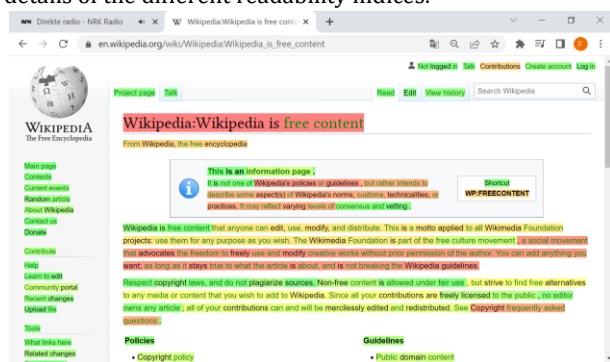 details of the different readability indices.
NRK Direkte radio - NRK Radio
Wikipedia:Wikipedia is free conte
en.wikipedia.org/wiki/Wikipedia:Wikipedia_is_free_content
Not logged in Talk Contributions Create account Log in
Project page Talk
Read Edit View history Search Wikipedia
WIKIPEDIA
The Free Encyclopedia
Main page
Contents
Current events
Random article
About Wikipedia
Contact us
Donate
Contribute
Help
Learn to edit
Community portal
Recent changes
Upload file
Tools
What links here
Related changes
Wikipedia:Wikipedia is free content
From Wikipedia, the free encyclopedia
This is an information page .
It is not one of Wikipedia's policies or guidelines , but rather intends to
describe some aspect(s) of Wikipedia's norms, customs, technicalities, or
practices. It may reflect varying levels of consensus and vetting .
Shortcut
WP:FREECONTENT
Wikipedia is free content that anyone can edit, use, modify, and distribute. This is a motto applied to all Wikimedia Foundation
projects: use them for any purpose as you wish. The Wikimedia Foundation is part of the free culture movement , a social movement
that advocates the freedom to freely use and modify creative works without prior permission of the author. You can add anything you
want; as long as it stays true to what the article is about, and is not breaking the Wikipedia guidelines.
Respect copyright laws, and do not plagiarize sources. Non-free content is allowed under fair use , but strive to find free alternatives
to any media or content that you wish to add to Wikipedia. Since all your contributions are freely licensed to the public , no editor
owns any article ; all of your contributions can and will be mercilessly edited and redistributed. See Copyright frequently asked
questions .
Policies
• Copyright policy
Guidelines
• Public domain content